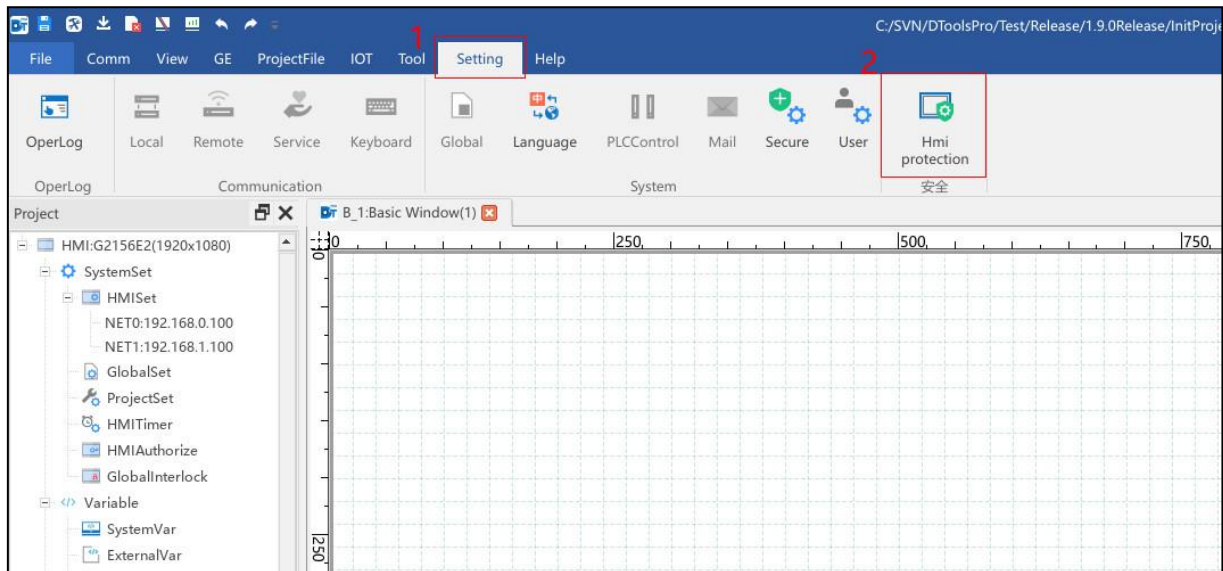 C:/SVN/DToolsPro/Test/Release/1.9.0Release/InitProje
1
2
File Comm View GE ProjectFile IOT Tool Setting Help
OperLog Local Remote Service Keyboard Global 中 Language PLCControl Mail Secure User Hmi
protection
OperLog Communication System 安全
Project DT B_1:Basic Window(1)
HMI:G2156E2(1920x1080)
0 250 500 750
0
SystemSet
HMISet
NET0:192.168.0.100
NET1:192.168.1.100
GlobalSet
ProjectSet
HMITimer
HMIAuthorize
GlobalInterlock
Variable
SystemVar
250
ExternalVar